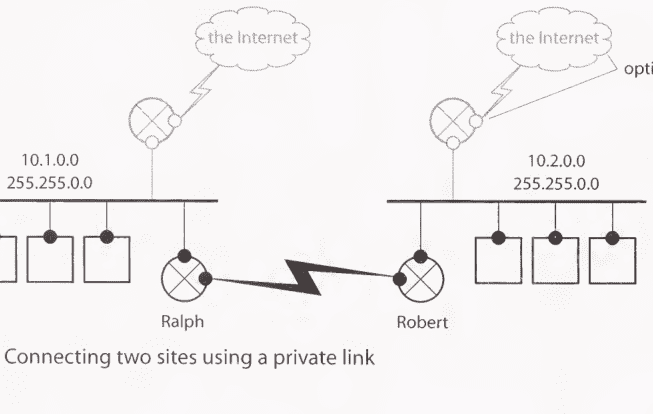 the Internet
the Internet
opti
10.1.0.0
255.255.0.0
10.2.0.0
255.255.0.0
Ralph
Robert
Connecting two sites using a private link